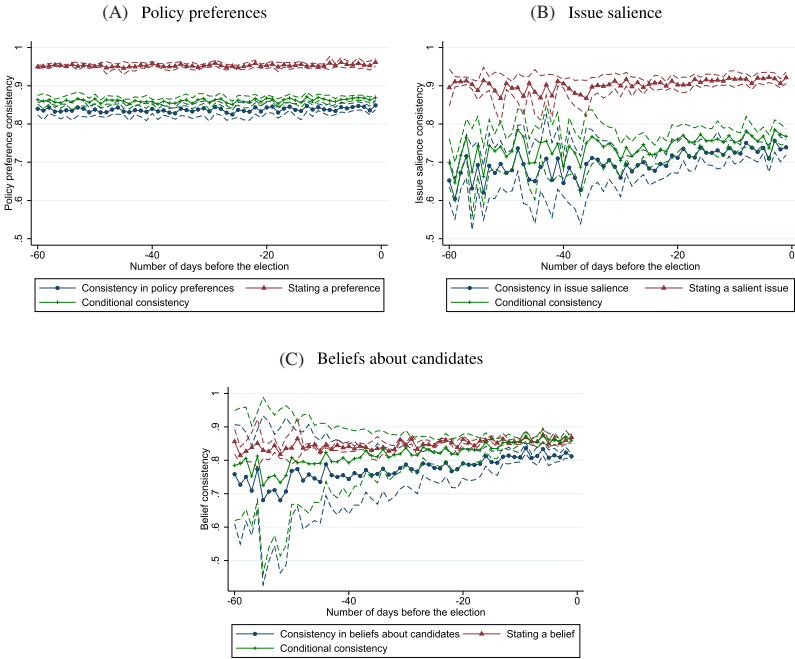 (A) Policy preferences
Policy preference consistency
1
.9
.8
.7
.6
.5
-60 -40 -20 0
Number of days before the election
Consistency in policy preferences Stating a preference
Conditional consistency
(B) Issue salience
Issue salience consistency
1
.9
.8
.7
.6
.5
-60 -40 -20 0
Number of days before the election
Consistency in issue salience Stating a salient issue
Conditional consistency
(C) Beliefs about candidates
Belief consistency
1
.9
.8
.7
.6
.5
-60 -40 -20 0
Number of days before the election
Consistency in beliefs about candidates Stating a belief
Conditional consistency